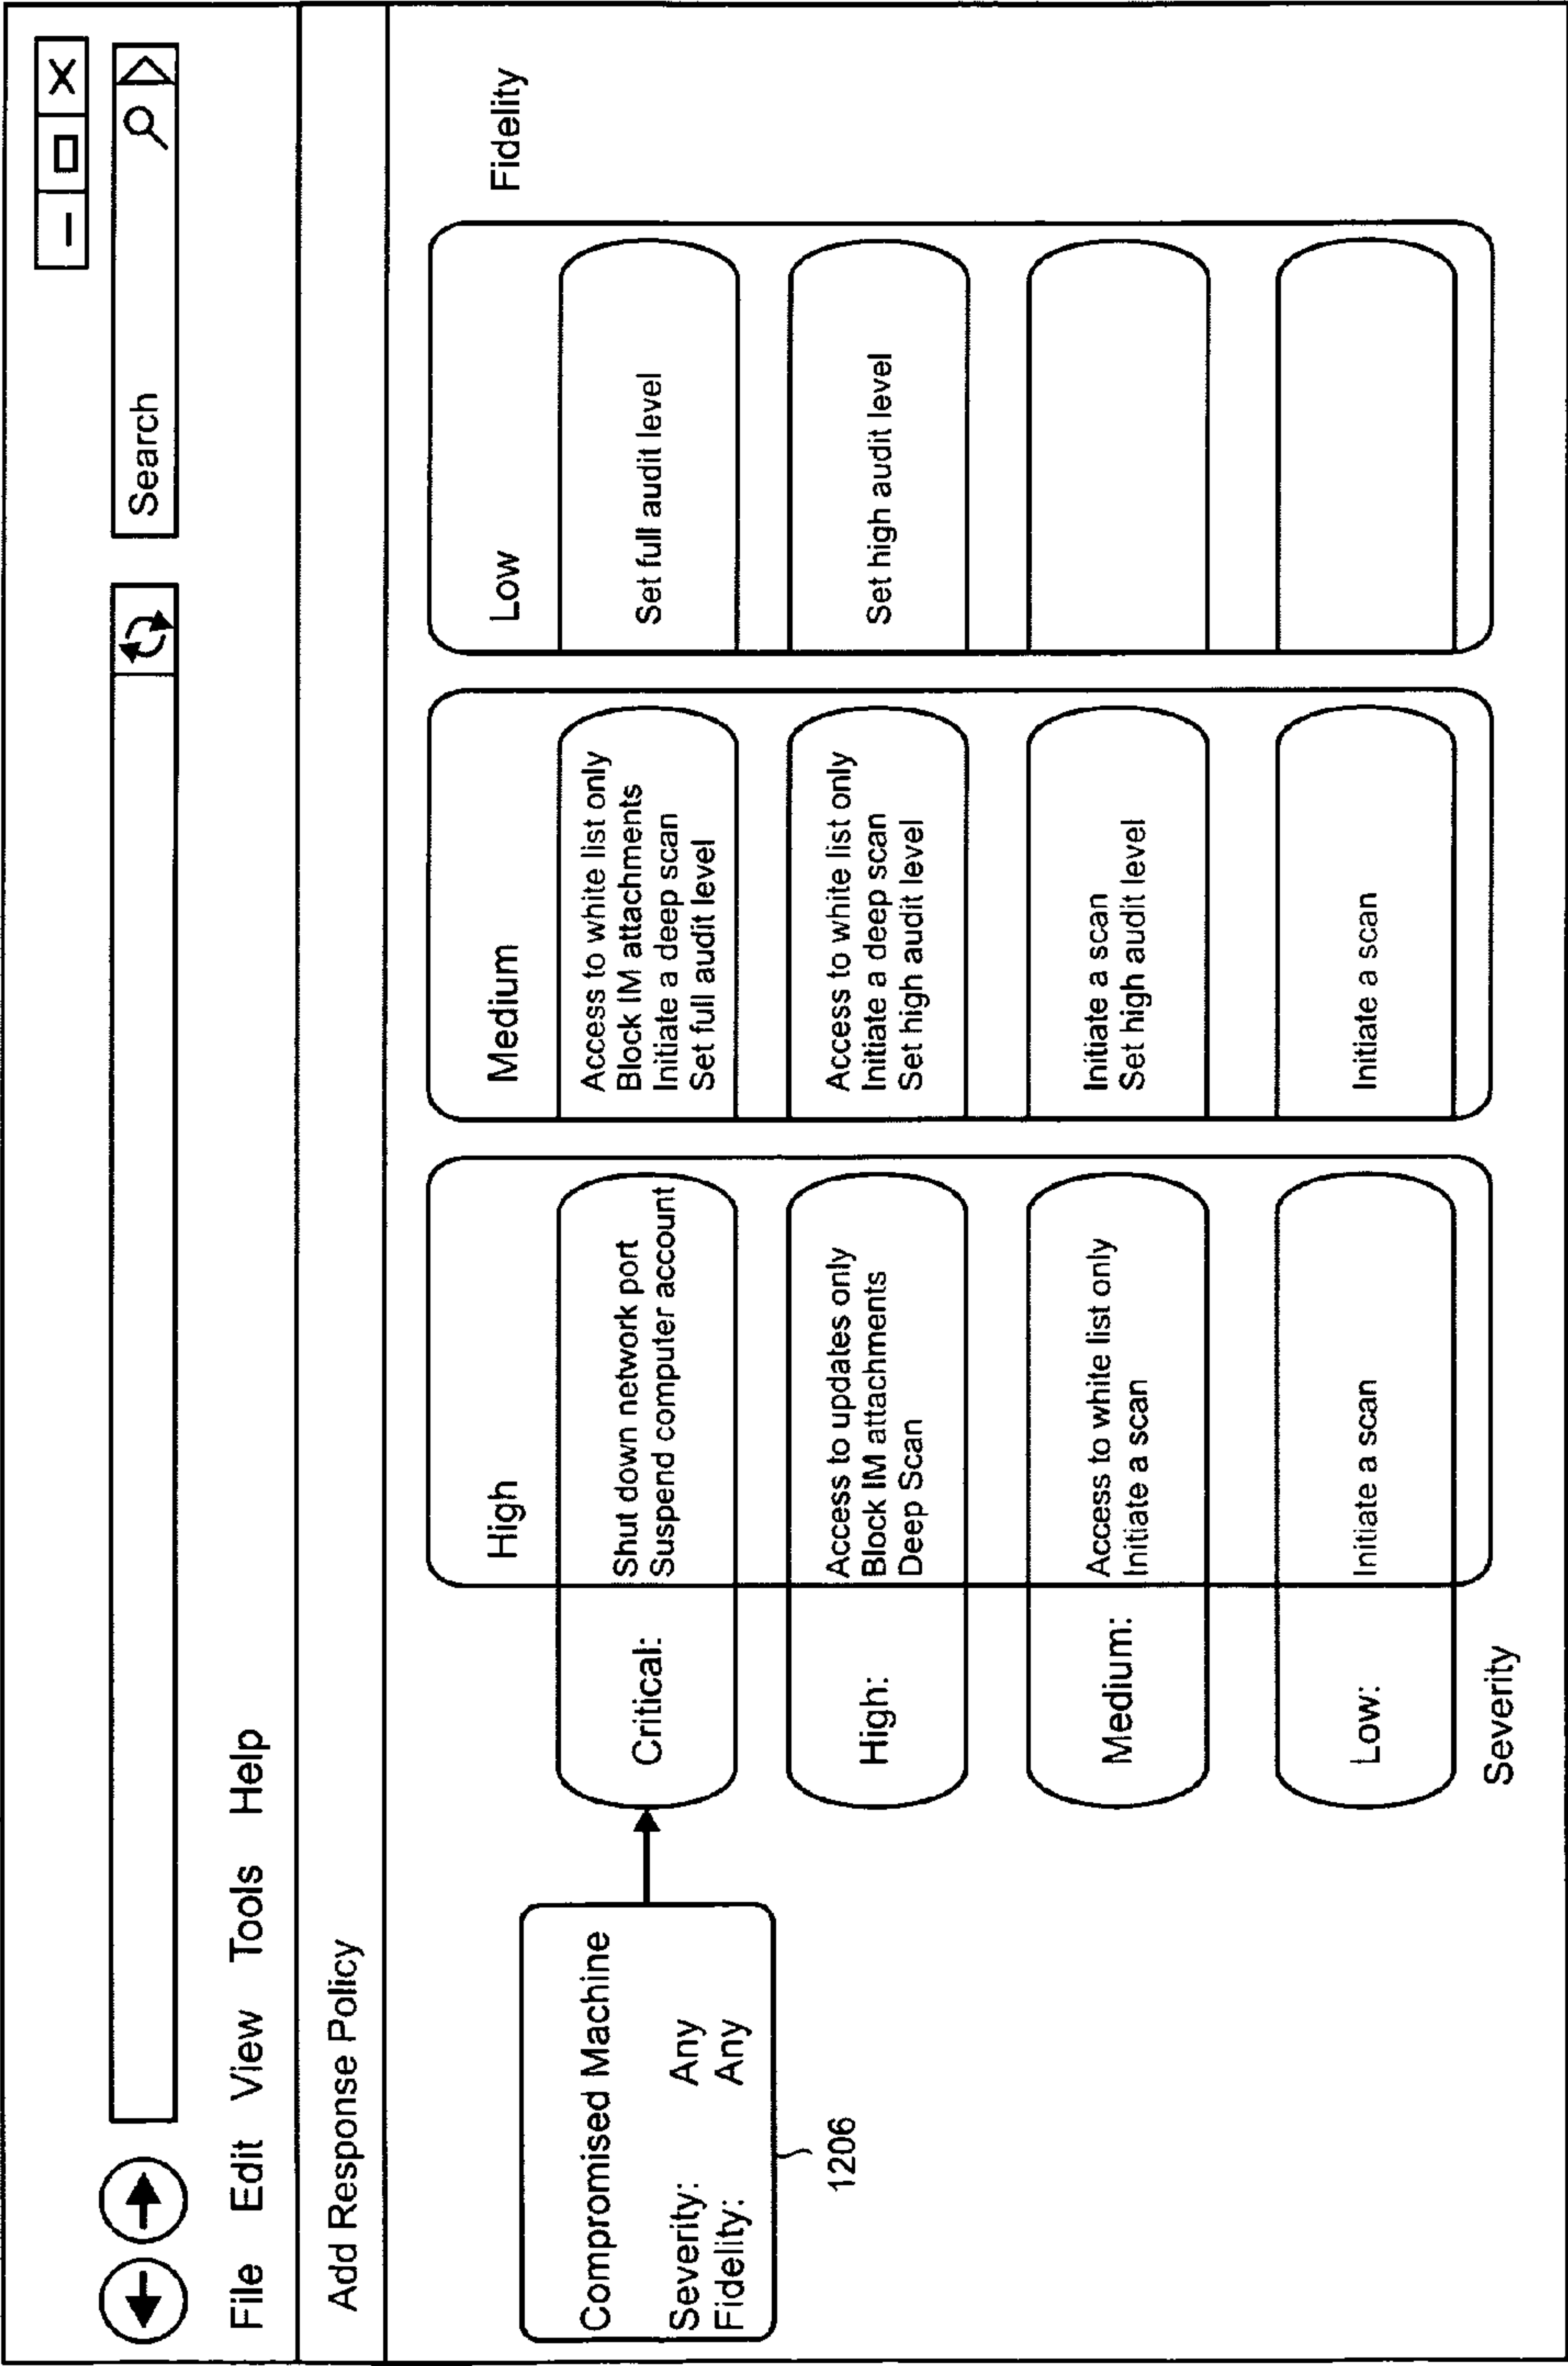 Search
File Edit View Tools Help
Add Response Policy
High
Medium
Low
Fidelity
Compromised Machine
Severity: Any
Fidelity: Any
1206
Critical:
Shut down network port
Suspend computer account
Access to white list only
Block IM attachments
Initiate a deep scan
Set full audit level
Set full audit level
High:
Access to updates only
Block IM attachments
Deep Scan
Access to white list only
Initiate a deep scan
Set high audit level
Set high audit level
Medium:
Access to white list only
Initiate a scan
Initiate a scan
Set high audit level
Low:
Initiate a scan
Initiate a scan
Severity